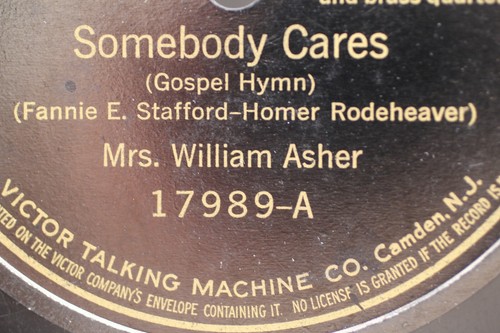 and brass quarte
Somebody Cares
(Gospel Hymn)
(Fannie E. Stafford–Homer Rodeheaver)
Mrs. William Asher
17989–A
VICTOR TALKING MACHINE CO. Camden, N.J.
ON THE VICTOR COMPANY'S ENVELOPE CONTAINING IT. NO LICENSE IS GRANTED IF THE RECORD